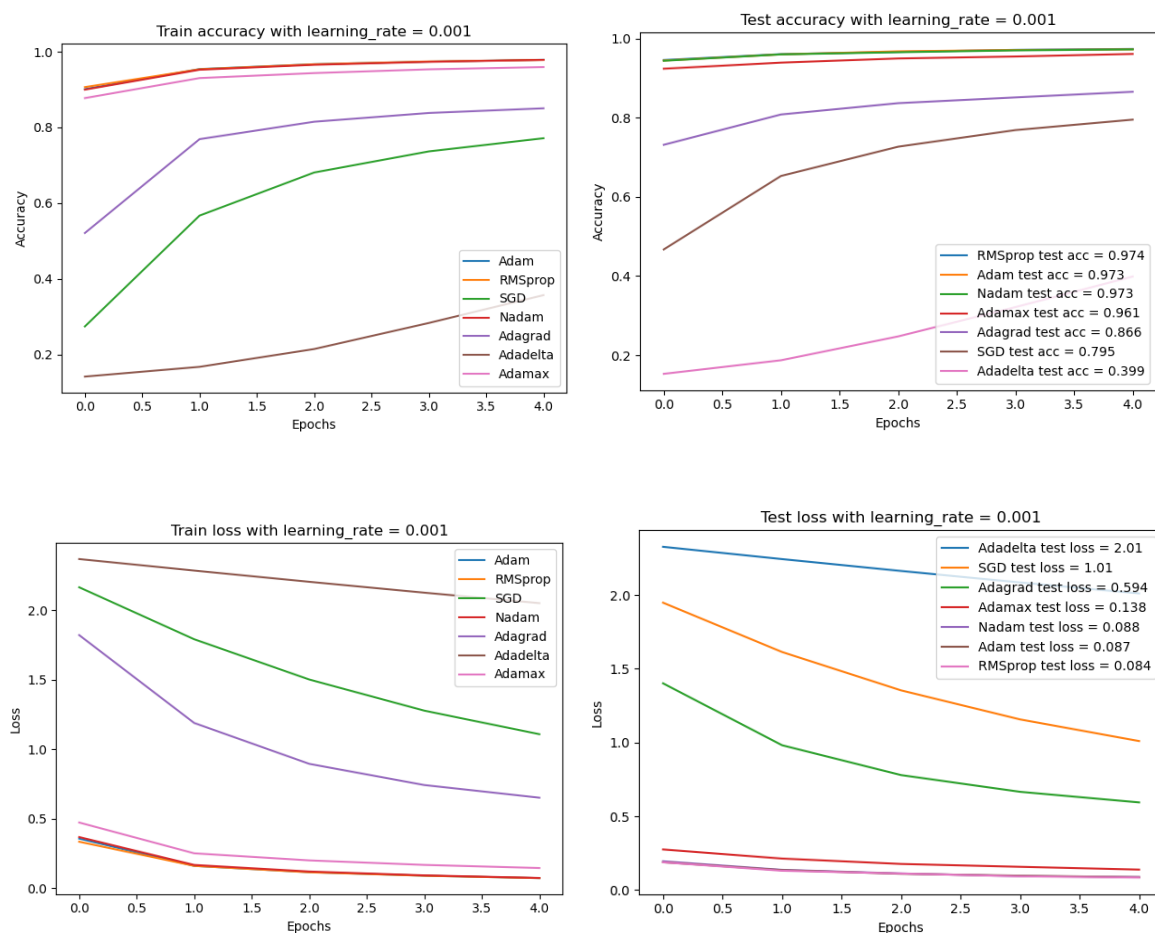 Train accuracy with learning_rate = 0.001
1.0
0.8
0.6
0.4
0.2
Accuracy
Adam
RMSprop
SGD
Nadam
Adagrad
Adadelta
Adamax
0.0 0.5 1.0 1.5 2.0 2.5 3.0 3.5 4.0
Epochs
Test accuracy with learning_rate = 0.001
1.0
0.8
0.6
0.4
0.2
Accuracy
RMSprop test acc = 0.974
Adam test acc = 0.973
Nadam test acc = 0.973
Adamax test acc = 0.961
Adagrad test acc = 0.866
SGD test acc = 0.795
Adadelta test acc = 0.399
0.0 0.5 1.0 1.5 2.0 2.5 3.0 3.5 4.0
Epochs
Train loss with learning_rate = 0.001
2.0
1.5
1.0
0.5
0.0
Loss
Adam
RMSprop
SGD
Nadam
Adagrad
Adadelta
Adamax
0.0 0.5 1.0 1.5 2.0 2.5 3.0 3.5 4.0
Epochs
Test loss with learning_rate = 0.001
2.0
1.5
1.0
0.5
0.0
Loss
Adadelta test loss = 2.01
SGD test loss = 1.01
Adagrad test loss = 0.594
Adamax test loss = 0.138
Nadam test loss = 0.088
Adam test loss = 0.087
RMSprop test loss = 0.084
0.0 0.5 1.0 1.5 2.0 2.5 3.0 3.5 4.0
Epochs